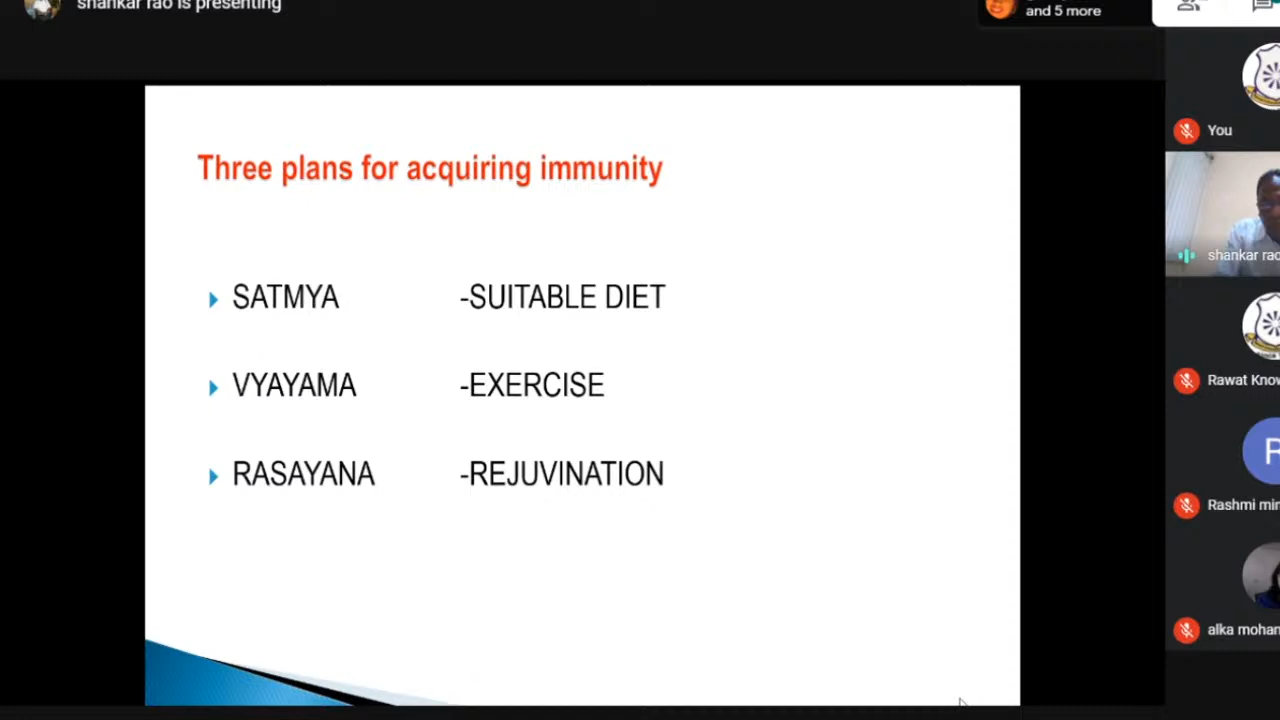 shankar rao is presenting
and 5 more
Three plans for acquiring immunity
SATMYA -SUITABLE DIET
VYAYAMA -EXERCISE
RASAYANA -REJUVINATION
You
shankar rao
Rawat Know
R
Rashmi min
alka mohan